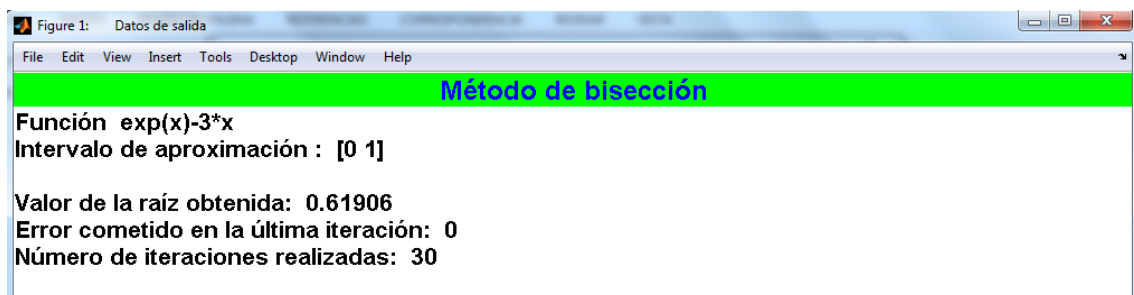 Figure 1: Datos de salida
File Edit View Insert Tools Desktop Window Help
Método de bisección
Función exp(x)-3*x
Intervalo de aproximación : [0 1]
Valor de la raíz obtenida: 0.61906
Error cometido en la última iteración: 0
Número de iteraciones realizadas: 30